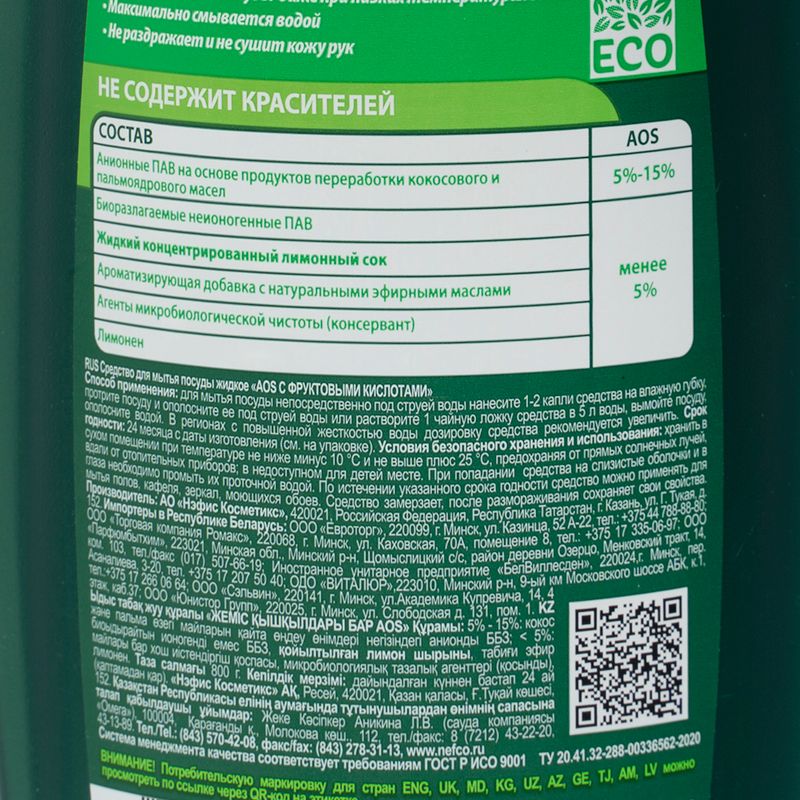 • Максимально смывается водой
• Не раздражает и не сушит кожу рук
ECO
НЕ СОДЕРЖИТ КРАСИТЕЛЕЙ
СОСТАВ AOS
Анионные ПАВ на основе продуктов переработки кокосового и
пальмоядрового масел
5%-15%
Биоразлагаемые неионогенные ПАВ
Жидкий концентрированный лимонный сок
Ароматизирующая добавка с натуральными эфирными маслами
Агенты микробиологической чистоты (консервант)
Лимонен
менее
5%
RUS Средство для мытья посуды жидкое «AOS С ФРУКТОВЫМИ КИСЛОТАМИ»
Способ применения: для мытья посуды непосредственно под струей воды нанесите 1-2 капли средства на влажную губку,
протрите посуду и ополосните ее под струей воды или растворите 1 чайную ложку средства в 5 л воды, вымойте посуду,
ополосните водой. В регионах с повышенной жесткостью воды дозировку средства рекомендуется увеличить. Срок
годности: 24 месяца с даты изготовления (см. на упаковке). Условия безопасного хранения и использования: хранить в
сухом помещении при температуре не ниже минус 10 °C и не выше плюс 25 °C, предохраняя от прямых солнечных лучей,
вдали от отопительных приборов; в недоступном для детей месте. При попадании средства на слизистые оболочки и в
глаза необходимо промыть их проточной водой. По истечении указанного срока годности средство можно применять для
мытья полов, кафеля, зеркал, моющихся обоев. Средство замерзает, после размораживания сохраняет свои свойства.
Производитель: АО «Нэфис Косметикс», 420021, Российская Федерация, Республика Татарстан, г. Казань, ул. Г. Тукая, д.
152. Импортеры в Республике Беларусь: ООО «Евроторг», 220099, г. Минск, ул. Казинца, 52 А-22, тел.: +375 44 788-88-80;
ООО «Торговая компания Ромакс», 220068, г. Минск, ул. Каховская, 70А, помещение 8, тел.: +375 17 335-06-97; ООО
«Парфюмбытхим», 223021, Минская обл., Минский р-н, Щомыслицкий с/с, район деревни Озерцо, Менковский тракт, 14,
ком. 103, тел./факс (017) 507-66-19; Иностранное унитарное предприятие «БелВиллесден», 220024, г. Минск, пер.
Асаналиева, 3-20, тел. +375 17 207 50 40; ОДО «ВИТАЛЮР», 223010, Минский р-н, 9-ый км Московского шоссе АБК, к.1,
тел.: +375 17 266 06 64; ООО «Сэльвин», 220141, г. Минск, ул.Академика Купревича, 14, 4
этаж, каб.37; ООО «Юнистор Групп», 220025, г. Минск, ул. Слободская, д. 131, пом. 1. KZ
Ыдыс табақ жуу құралы «ЖЕМІС ҚЫШҚЫЛДАРЫ БАР AOS» Құрамы: 5% - 15%: кокос
және пальма өзегі майларын қайта өңдеу өнімдері негізіндегі анионды ББЗ; < 5%:
биоыдырайтын ионогенді емес ББЗ, қойылтылған лимон шырыны, табиғи эфир
майлары бар хош иістендіргіш қоспасы, микробиологиялық тазалық агенттері (қосынды),
лимонен. Таза салмағы 800 г. Кепілдік мерзімі: дайындалған күннен бастап 24 ай
(қаптамадан қар). «Нэфис Косметикс» АҚ, Ресей, 420021, Қазан қаласы, Ғ.Тұқай көшесі,
152. Қазақстан Республикасы елінің аумағында тұтынушылардан өнімнің сапасына
талап қабылдаушы ұйымдар: Жеке Кәсіпкер Аникина Л.В. (сауда компаниясы
«Омега»), 100004, Қарағанды қ., Молокова көш., 112, тел./факс: 8 (7212) 43-22-20,
43-13-89. Тел./Tel.: (843) 570-42-08, факс/fax: (843) 278-31-13, www.nefco.ru
Система менеджмента качества соответствует требованиям ГОСТ Р ИСО 9001 ТУ 20.41.32-288-00336562-2020
ВНИМАНИЕ! Потребительскую маркировку для стран ENG, UK, MD, KG, UZ, AZ, GE, TJ, AM, LV можно
просмотреть по ссылке через QR-код на этикетке